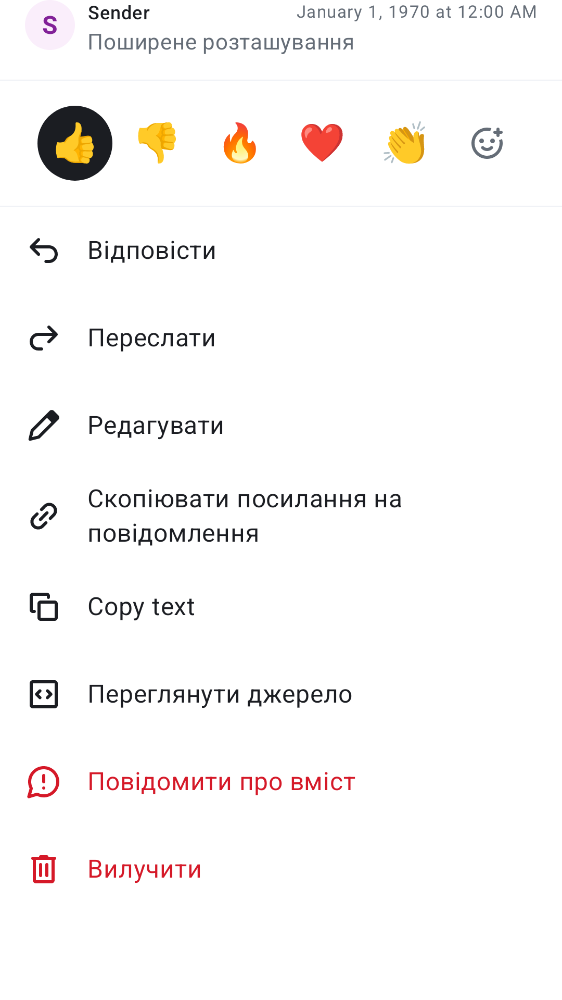 S
Sender
January 1, 1970 at 12:00 AM
Поширене розташування
Відповісти
Переслати
Редагувати
Скопіювати посилання на
повідомлення
Copy text
Переглянути джерело
Повідомити про вміст
Вилучити